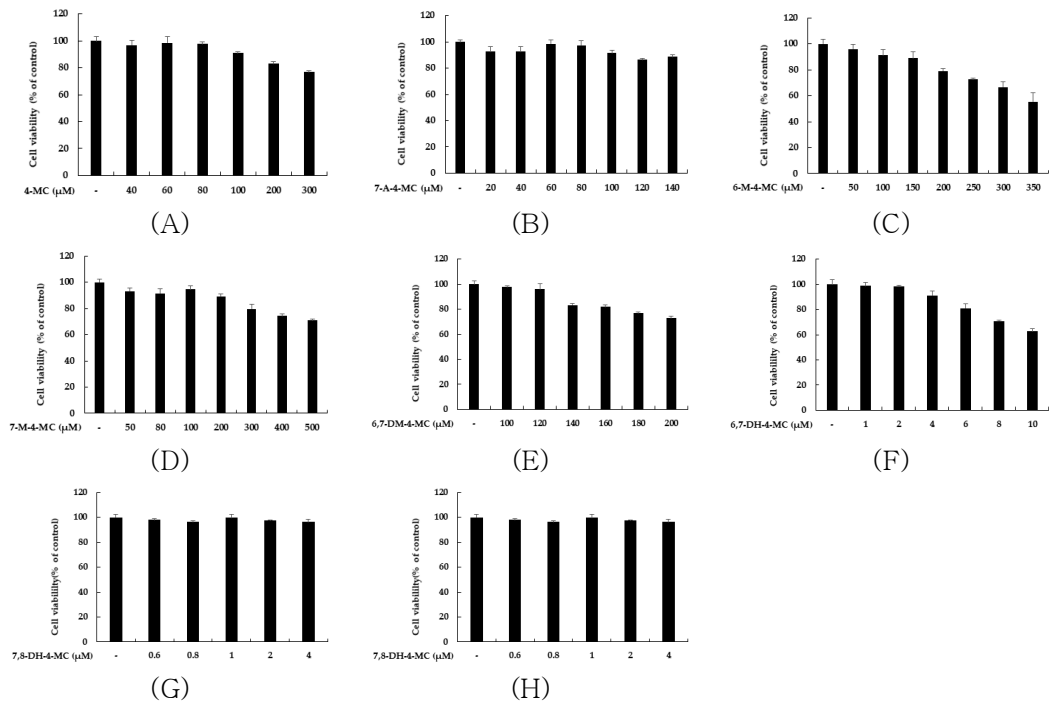 Cell viability (% of control)
120
100
80
60
40
20
0
4-MC (μM)
- 40 60 80 100 200 300
(A)
Cell viability (% of control)
120
100
80
60
40
20
0
7-A-4-MC (μM)
- 20 40 60 80 100 120 140
(B)
Cell viability (% of control)
120
100
80
60
40
20
0
6-M-4-MC (μM)
- 50 100 150 200 250 300 350
(C)
Cell viability (% of control)
120
100
80
60
40
20
0
7-M-4-MC (μM)
- 50 80 100 200 300 400 500
(D)
Cell viability (% of control)
120
100
80
60
40
20
0
6,7-DM-4-MC (μM)
- 100 120 140 160 180 200
(E)
Cell viabililty (% of control)
120
100
80
60
40
20
0
6,7-DH-4-MC (μM)
- 1 2 4 6 8 10
(F)
Cell viabililty(% of control)
120
100
80
60
40
20
0
7,8-DH-4-MC (μM)
- 0.6 0.8 1 2 4
(G)
Cell viabililty(% of control)
120
100
80
60
40
20
0
7,8-DH-4-MC (μM)
- 0.6 0.8 1 2 4
(H)